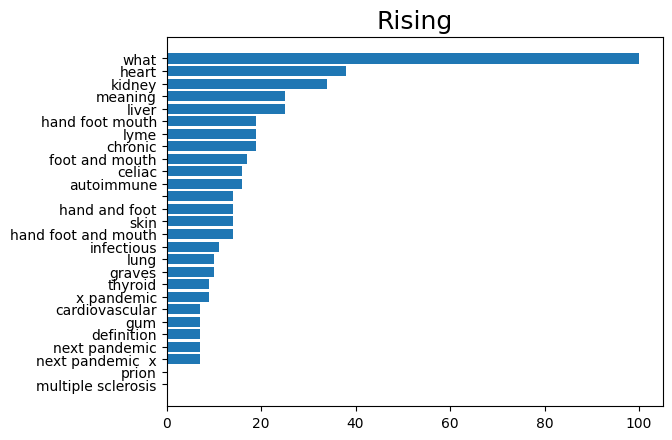 Rising
what
heart
kidney
meaning
liver
hand foot mouth
lyme
chronic
foot and mouth
celiac
autoimmune
hand and foot
skin
hand foot and mouth
infectious
lung
graves
thyroid
x pandemic
cardiovascular
gum
definition
next pandemic
next pandemic  x
prion
multiple sclerosis
0 20 40 60 80 100